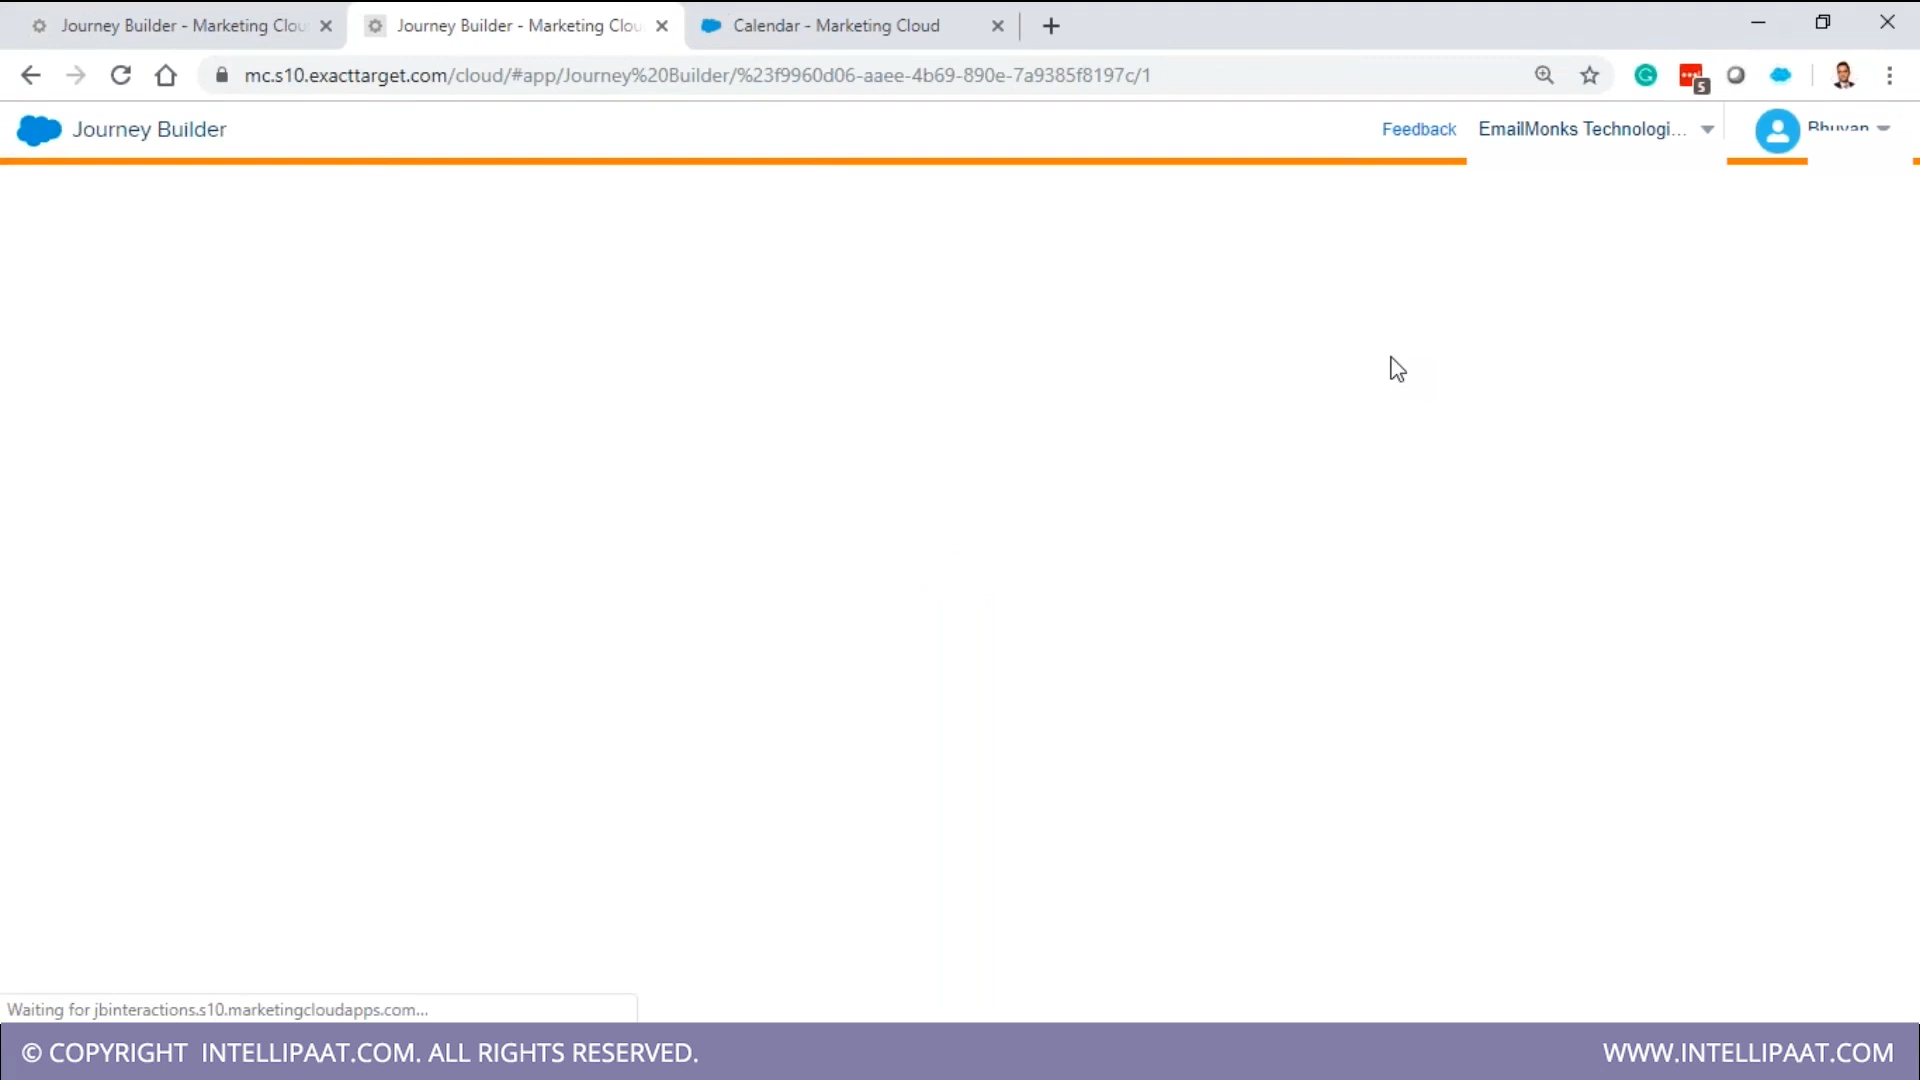 Journey Builder - Marketing Clou
Journey Builder - Marketing Clou
Calendar - Marketing Cloud
mc.s10.exacttarget.com/cloud/#app/Journey%20Builder/%23f9960d06-aaee-4b69-890e-7a9385f8197c/1
S
Journey Builder
Feedback
EmailMonks Technologi...
Bhuvan
Waiting for jbinteractions.s10.marketingcloudapps.com...
© COPYRIGHT INTELLIPAAT.COM. ALL RIGHTS RESERVED.
WWW.INTELLIPAAT.COM